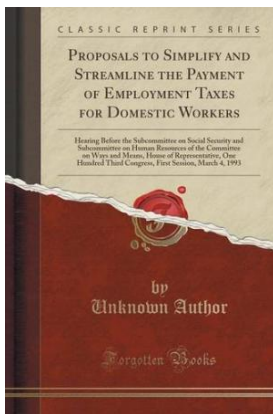 CLASSIC REPRINT SERIES
PROPOSALS TO SIMPLIFY AND
STREAMLINE THE PAYMENT
OF EMPLOYMENT TAXES
FOR DOMESTIC WORKERS
Hearing Before the Subcommittee on Social Security and
Subcommittee on Human Resources of the Committee
on Ways and Means, House of Representative, One
Hundred Third Congress, First Session, March 4, 1993
by
Unknown Author
Forgotten Books